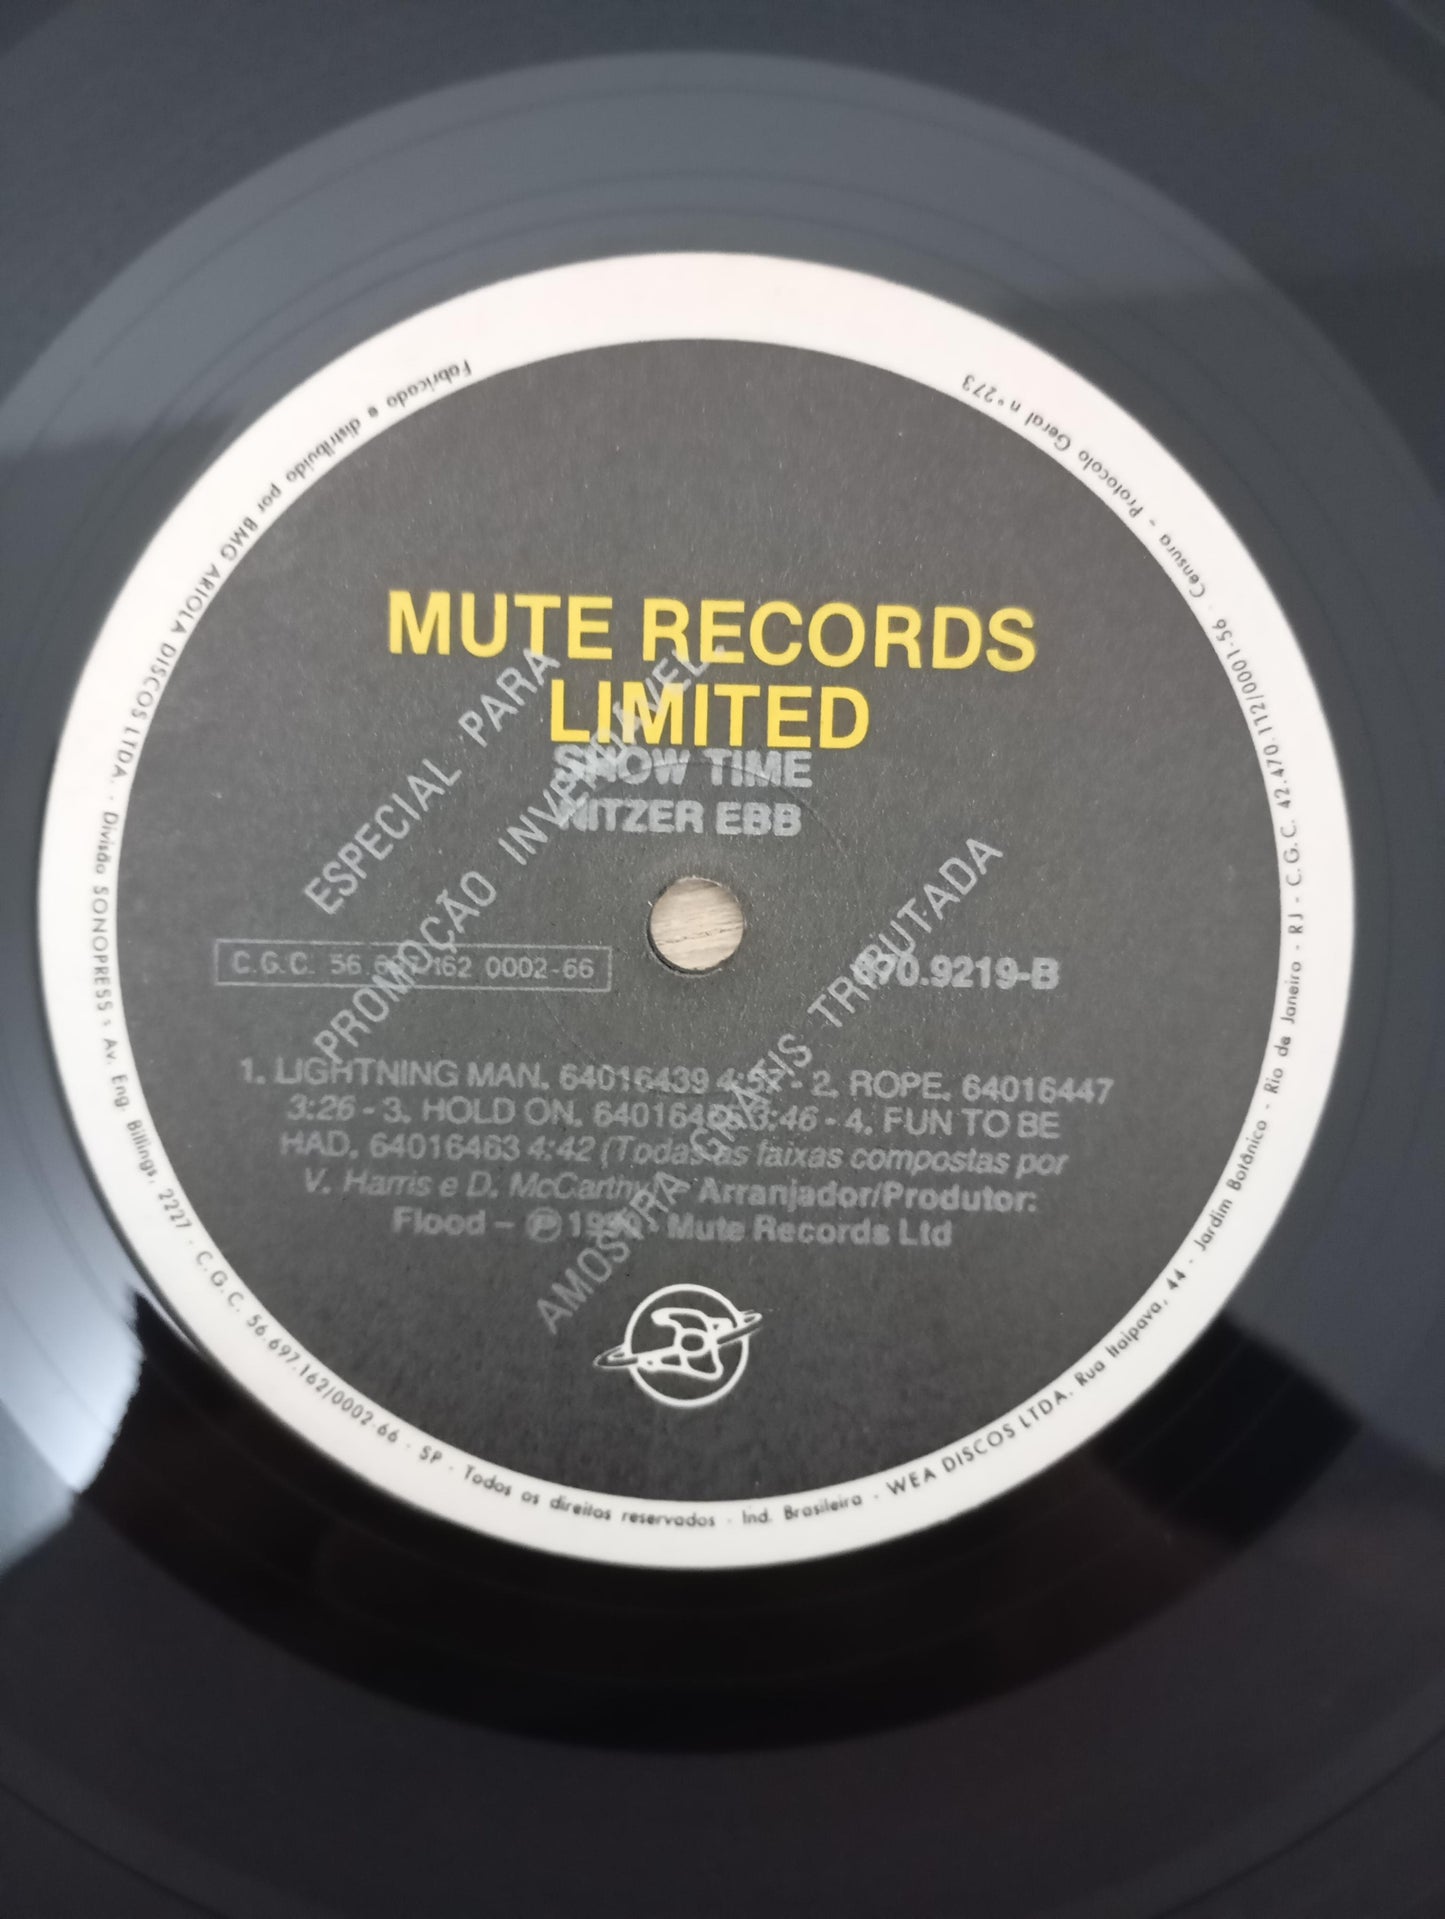 MUTE RECORDS
LIMITED
SHOW TIME
NITZER EBB
ESPECIAL PARA
PROMOÇÃO INVENDÁVEL.
AMOSTRA GRÁTIS TRIBUTADA
C.G.C. 56.697.162 0002-66
670.9219-B
1. LIGHTNING MAN. 64016439 4:57 - 2. ROPE. 64016447
3:26 - 3. HOLD ON. 3:46 - 4. FUN TO BE
HAD. 64016463 4:42 (Todas as faixas compostas por
V. Harris e D. McCarthy) - Arranjador/Produtor:
Flood – Ⓟ 1990 Mute Records Ltd
Fabricado e distribuido por BMG ARIOLA DISCOS LTDA. - Divisão SONOPRESS - Av. Eng. Billings, 2227 - C.G.C. 56.697.162/0002-66 - SP - Todos os direitos reservados - Ind. Brasileira - WEA DISCOS LTDA. Rua Itaipava, 44 - Jardim Botânico - Rio de Janeiro - RJ - C.G.C. 42.470.112/0001-56 - Censura - Protocolo Geral nº 273